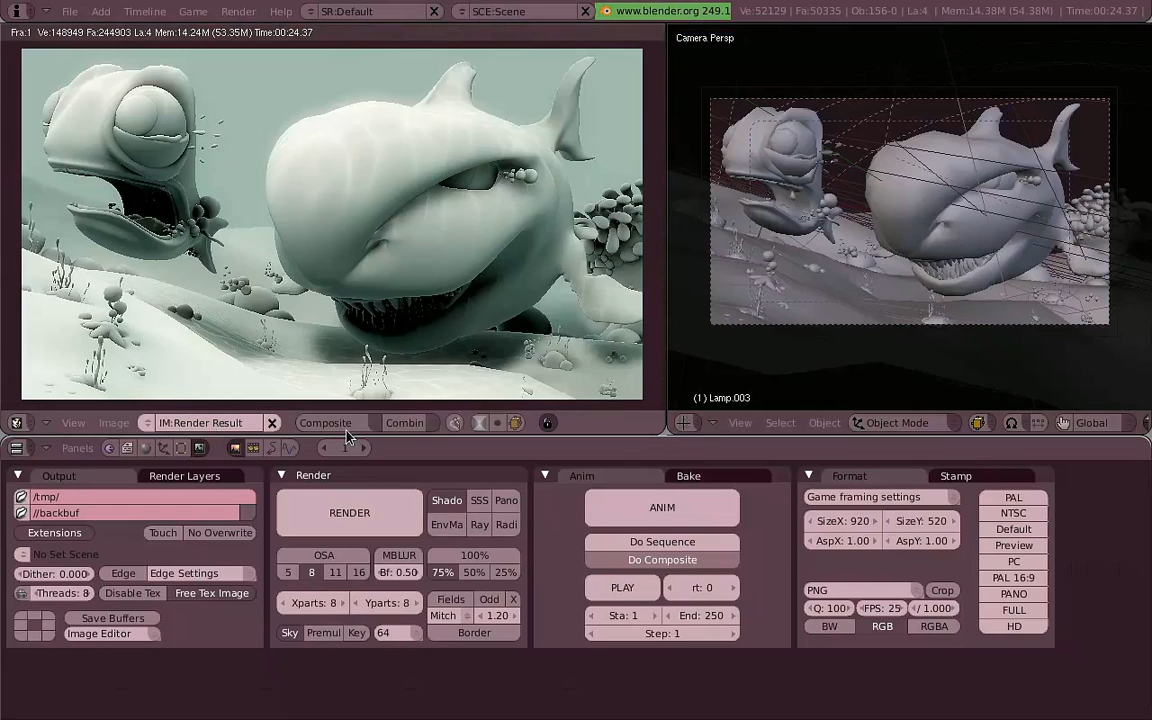 File Add Timeline Game Render Help SR:Default SCE:Scene www.blender.org 249.1 Ve:52129 | Fa:50335 | Ob:156-0 | La:4 | Mem:14.38M (54.38M) | Time:00:24.37
Fra:1 Ve:148949 Fa:244903 La:4 Mem:14.24M (53.35M) Time:00:24.37
Camera Persp
(1) Lamp.003
View Image IM:Render Result Composite Combin View Select Object Object Mode Global
Panels 1
Output Render Layers Render Anim Bake Format Stamp
/tmp/
//backbuf
Extensions Touch No Overwrite
No Set Scene
Dither: 0.000 Edge Edge Settings
Threads: 8 Disable Tex Free Tex Image
Save Buffers
Image Editor
RENDER
Shado SSS Pano
EnvMa Ray Radi
OSA MBLUR 100%
5 8 11 16 Bf: 0.50 75% 50% 25%
Xparts: 8 Yparts: 8 Fields Odd X
Mitch 1.20
Sky Premul Key 64 Border
ANIM
Do Sequence
Do Composite
PLAY rt: 0
Sta: 1 End: 250
Step: 1
Game framing settings
SizeX: 920 SizeY: 520
AspX: 1.00 AspY: 1.00
PNG Crop
Q: 100 FPS: 25 / 1.000
BW RGB RGBA
PAL
NTSC
Default
Preview
PC
PAL 16:9
PANO
FULL
HD